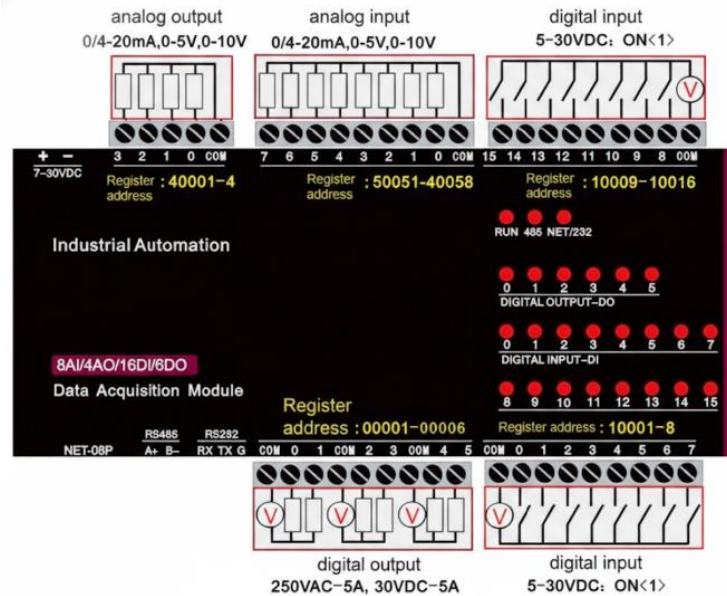 analog output
0/4-20mA,0-5V,0-10V
analog input
0/4-20mA,0-5V,0-10V
digital input
5-30VDC: ON<1>
V
+ -
7-30VDC
3 2 1 0 COM
7 6 5 4 3 2 1 0 COM
15 14 13 12 11 10 9 8 COM
Register address : 40001-4
Register address : 50051-40058
Register address : 10009-10016
RUN 485 NET/232
Industrial Automation
0 1 2 3 4 5
DIGITAL OUTPUT-DO
0 1 2 3 4 5 6 7
DIGITAL INPUT-DI
8 9 10 11 12 13 14 15
8AI/4AO/16DI/6DO
Data Acquisition Module
Register
address : 00001-00006
Register address : 10001-8
NET-08P
RS485
A+ B-
RS232
RX TX G
COM 0 1 COM 2 3 COM 4 5
COM 0 1 2 3 4 5 6 7
V V V
V
digital output
250VAC-5A, 30VDC-5A
digital input
5-30VDC: ON<1>